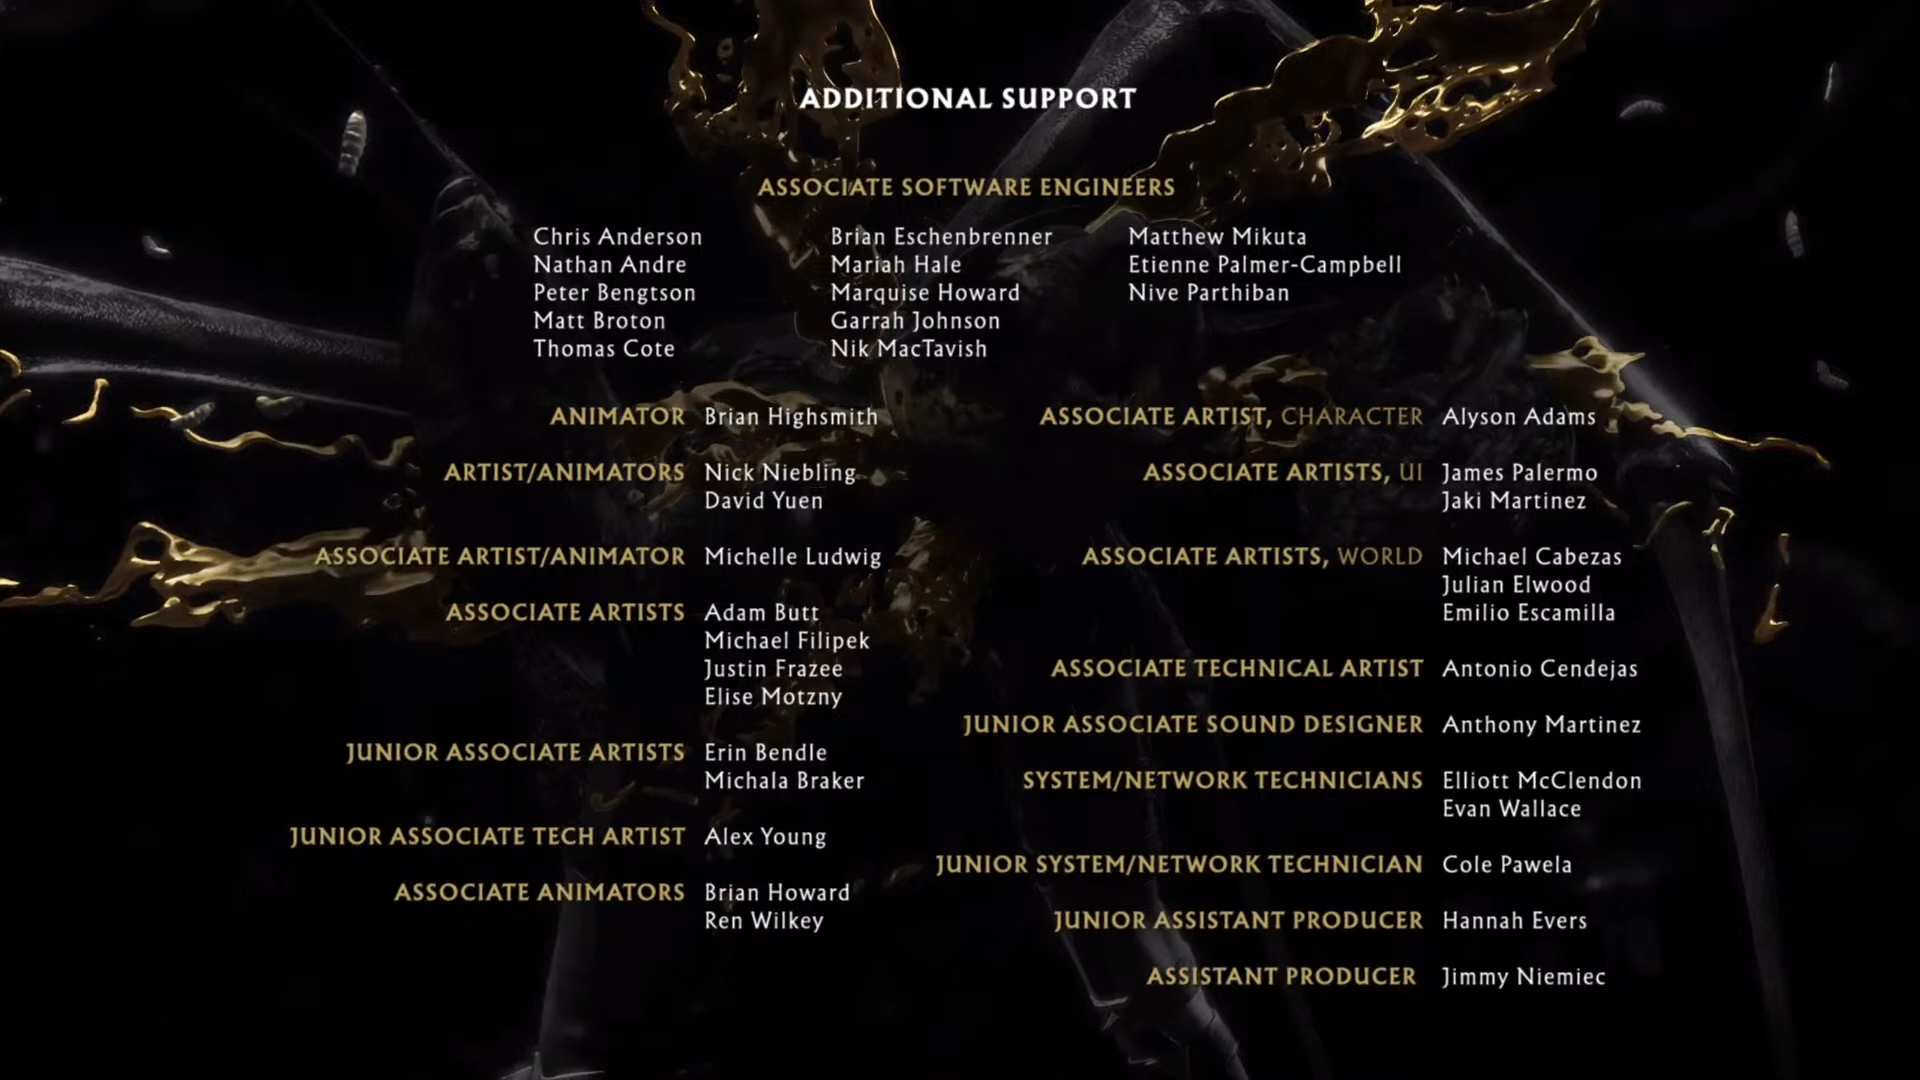 ADDITIONAL SUPPORT
ASSOCIATE SOFTWARE ENGINEERS
Chris Anderson
Nathan Andre
Peter Bengtson
Matt Broton
Thomas Cote
Brian Eschenbrenner
Mariah Hale
Marquise Howard
Garrah Johnson
Nik MacTavish
Matthew Mikuta
Etienne Palmer-Campbell
Nive Parthiban
ANIMATOR Brian Highsmith
ARTIST/ANIMATORS Nick Niebling
David Yuen
ASSOCIATE ARTIST/ANIMATOR Michelle Ludwig
ASSOCIATE ARTISTS Adam Butt
Michael Filipek
Justin Frazee
Elise Motzny
JUNIOR ASSOCIATE ARTISTS Erin Bendle
Michala Braker
JUNIOR ASSOCIATE TECH ARTIST Alex Young
ASSOCIATE ANIMATORS Brian Howard
Ren Wilkey
ASSOCIATE ARTIST, CHARACTER Alyson Adams
ASSOCIATE ARTISTS, UI James Palermo
Jaki Martinez
ASSOCIATE ARTISTS, WORLD Michael Cabezas
Julian Elwood
Emilio Escamilla
ASSOCIATE TECHNICAL ARTIST Antonio Cendejas
JUNIOR ASSOCIATE SOUND DESIGNER Anthony Martinez
SYSTEM/NETWORK TECHNICIANS Elliott McClendon
Evan Wallace
JUNIOR SYSTEM/NETWORK TECHNICIAN Cole Pawela
JUNIOR ASSISTANT PRODUCER Hannah Evers
ASSISTANT PRODUCER Jimmy Niemiec